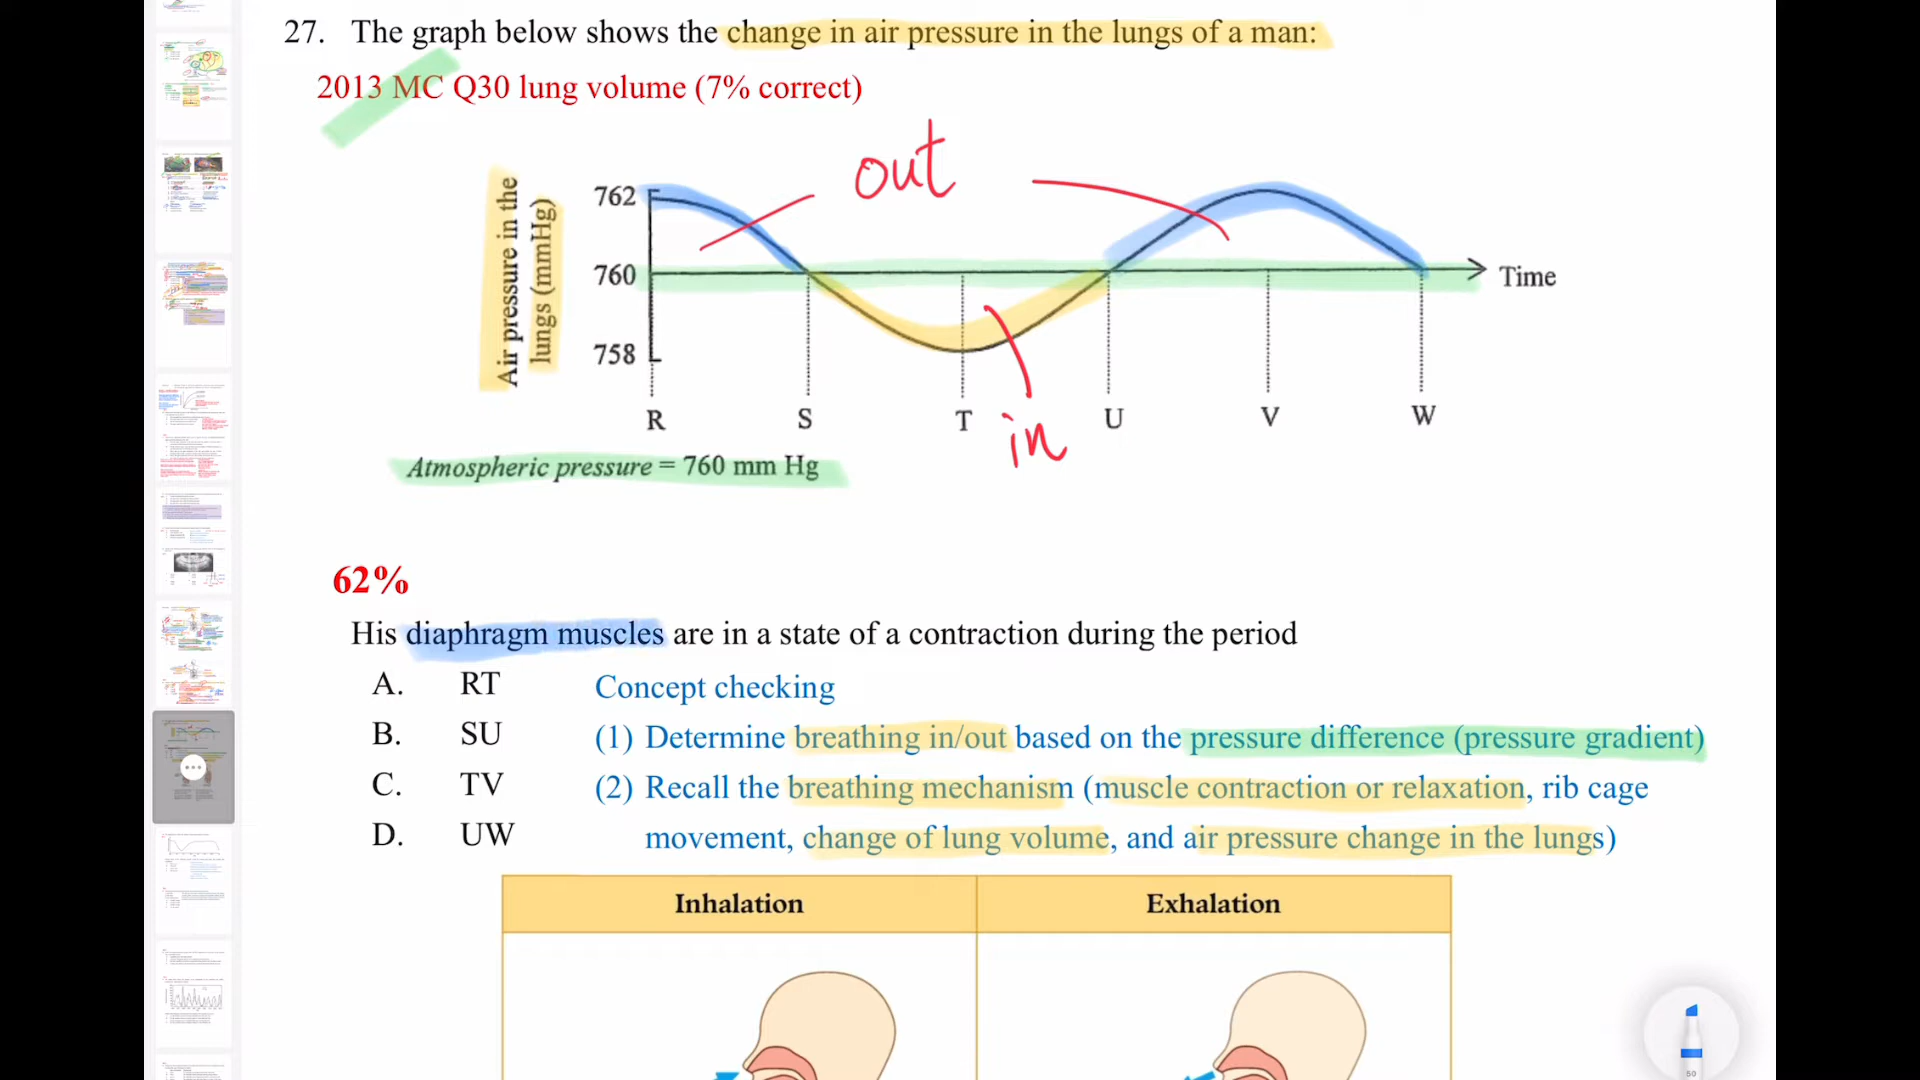 27. The graph below shows the change in air pressure in the lungs of a man:
2013 MC Q30 lung volume (7% correct)
out
Air pressure in the
lungs (mmHg)
762
760
758
Time
R S T U V W
in
Atmospheric pressure = 760 mm Hg
62%
His diaphragm muscles are in a state of a contraction during the period
A. RT Concept checking
B. SU (1) Determine breathing in/out based on the pressure difference (pressure gradient)
C. TV (2) Recall the breathing mechanism (muscle contraction or relaxation, rib cage
D. UW movement, change of lung volume, and air pressure change in the lungs)
Inhalation Exhalation
50